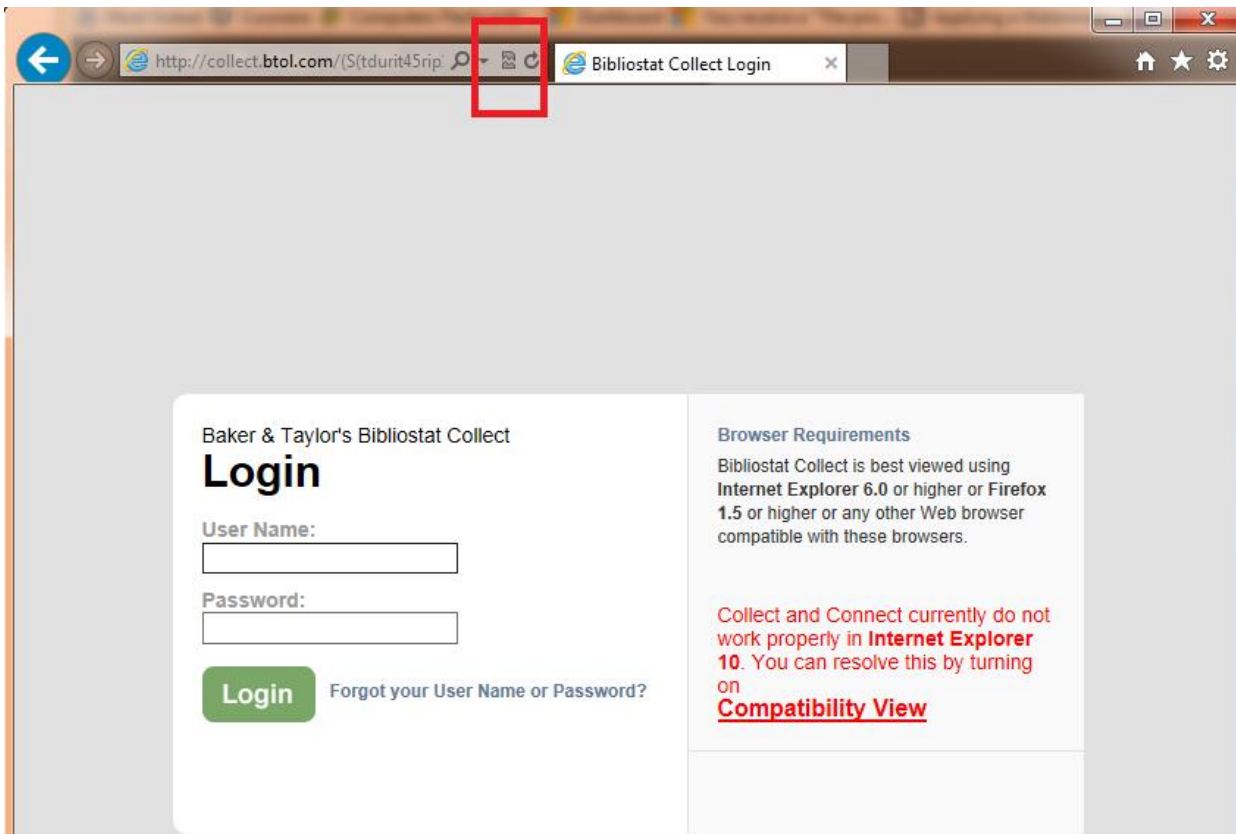 http://collect.btol.com/(S(tdurit45rip:
Bibliostat Collect Login
Baker & Taylor's Bibliostat Collect
Login
User Name:
Password:
Login
Forgot your User Name or Password?
Browser Requirements
Bibliostat Collect is best viewed using
Internet Explorer 6.0 or higher or Firefox
1.5 or higher or any other Web browser
compatible with these browsers.
Collect and Connect currently do not
work properly in Internet Explorer
10. You can resolve this by turning
on
Compatibility View